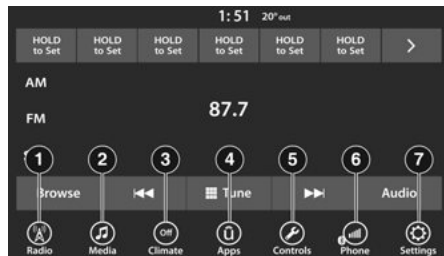 1:51 20° out
HOLD to Set HOLD to Set HOLD to Set HOLD to Set HOLD to Set HOLD to Set
AM
FM
87.7
1 2 3 4 5 6 7
Browse Tune Audio
Off
Radio Media Climate Apps Controls Phone Settings